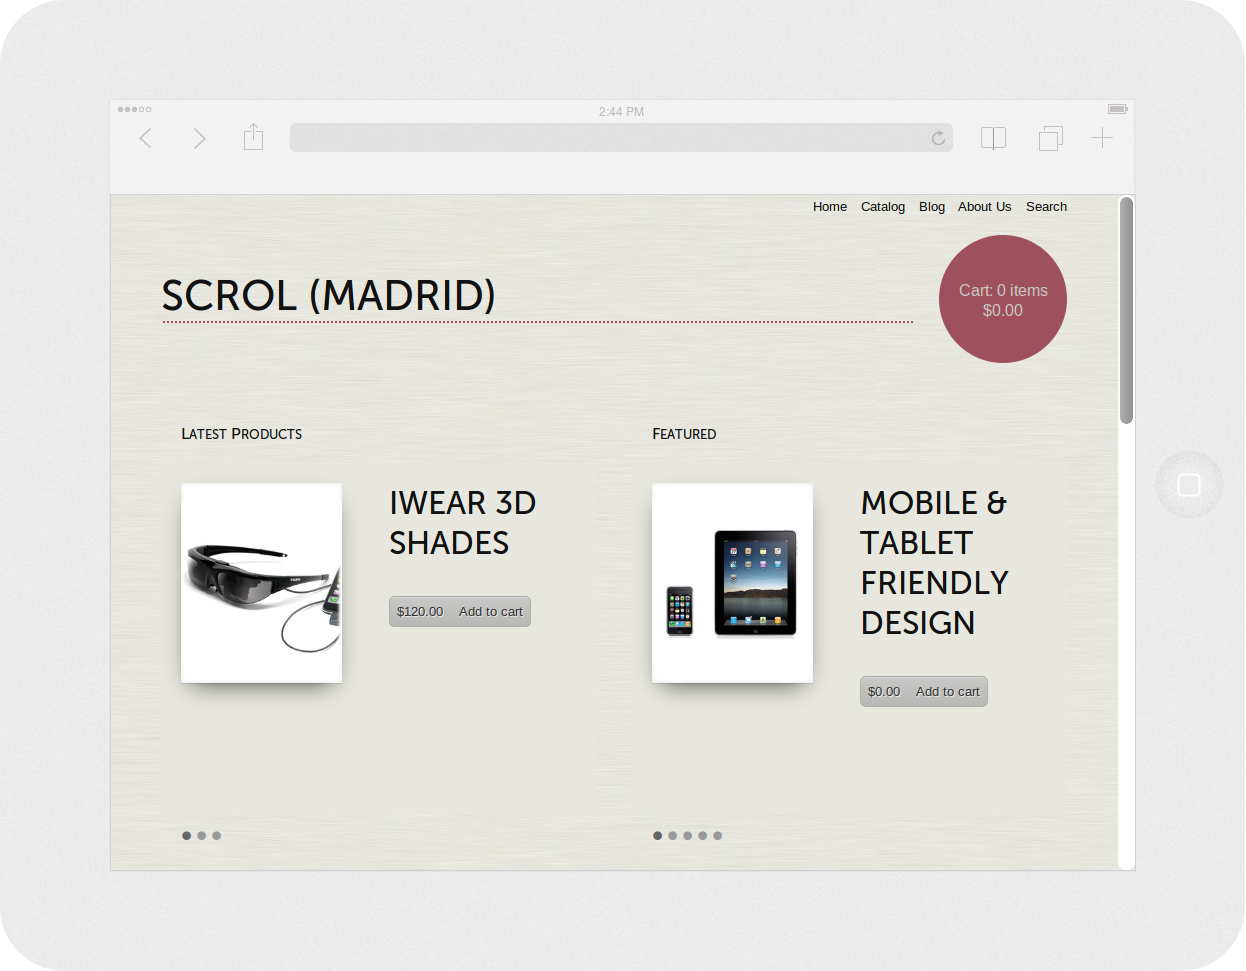 2:44 PM
Home Catalog Blog About Us Search
SCROL (MADRID)
Cart: 0 items
$0.00
LATEST PRODUCTS
IWEAR 3D
SHADES
$120.00 Add to cart
FEATURED
MOBILE &
TABLET
FRIENDLY
DESIGN
$0.00 Add to cart